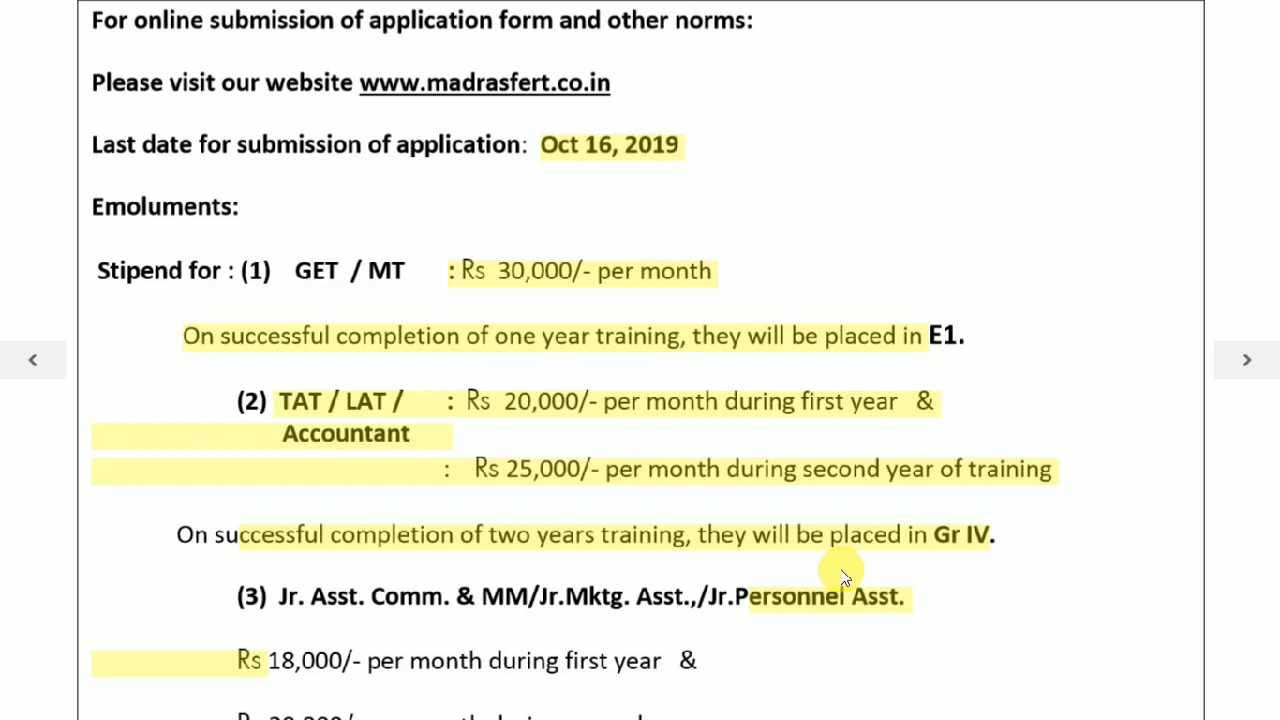 For online submission of application form and other norms:
Please visit our website www.madrasfert.co.in
Last date for submission of application: Oct 16, 2019
Emoluments:
Stipend for : (1) GET / MT : Rs 30,000/- per month
On successful completion of one year training, they will be placed in E1.
(2) TAT / LAT / : Rs 20,000/- per month during first year &
Accountant
: Rs 25,000/- per month during second year of training
On successful completion of two years training, they will be placed in Gr IV.
(3) Jr. Asst. Comm. & MM/Jr.Mktg. Asst.,/Jr.Personnel Asst.
Rs 18,000/- per month during first year &